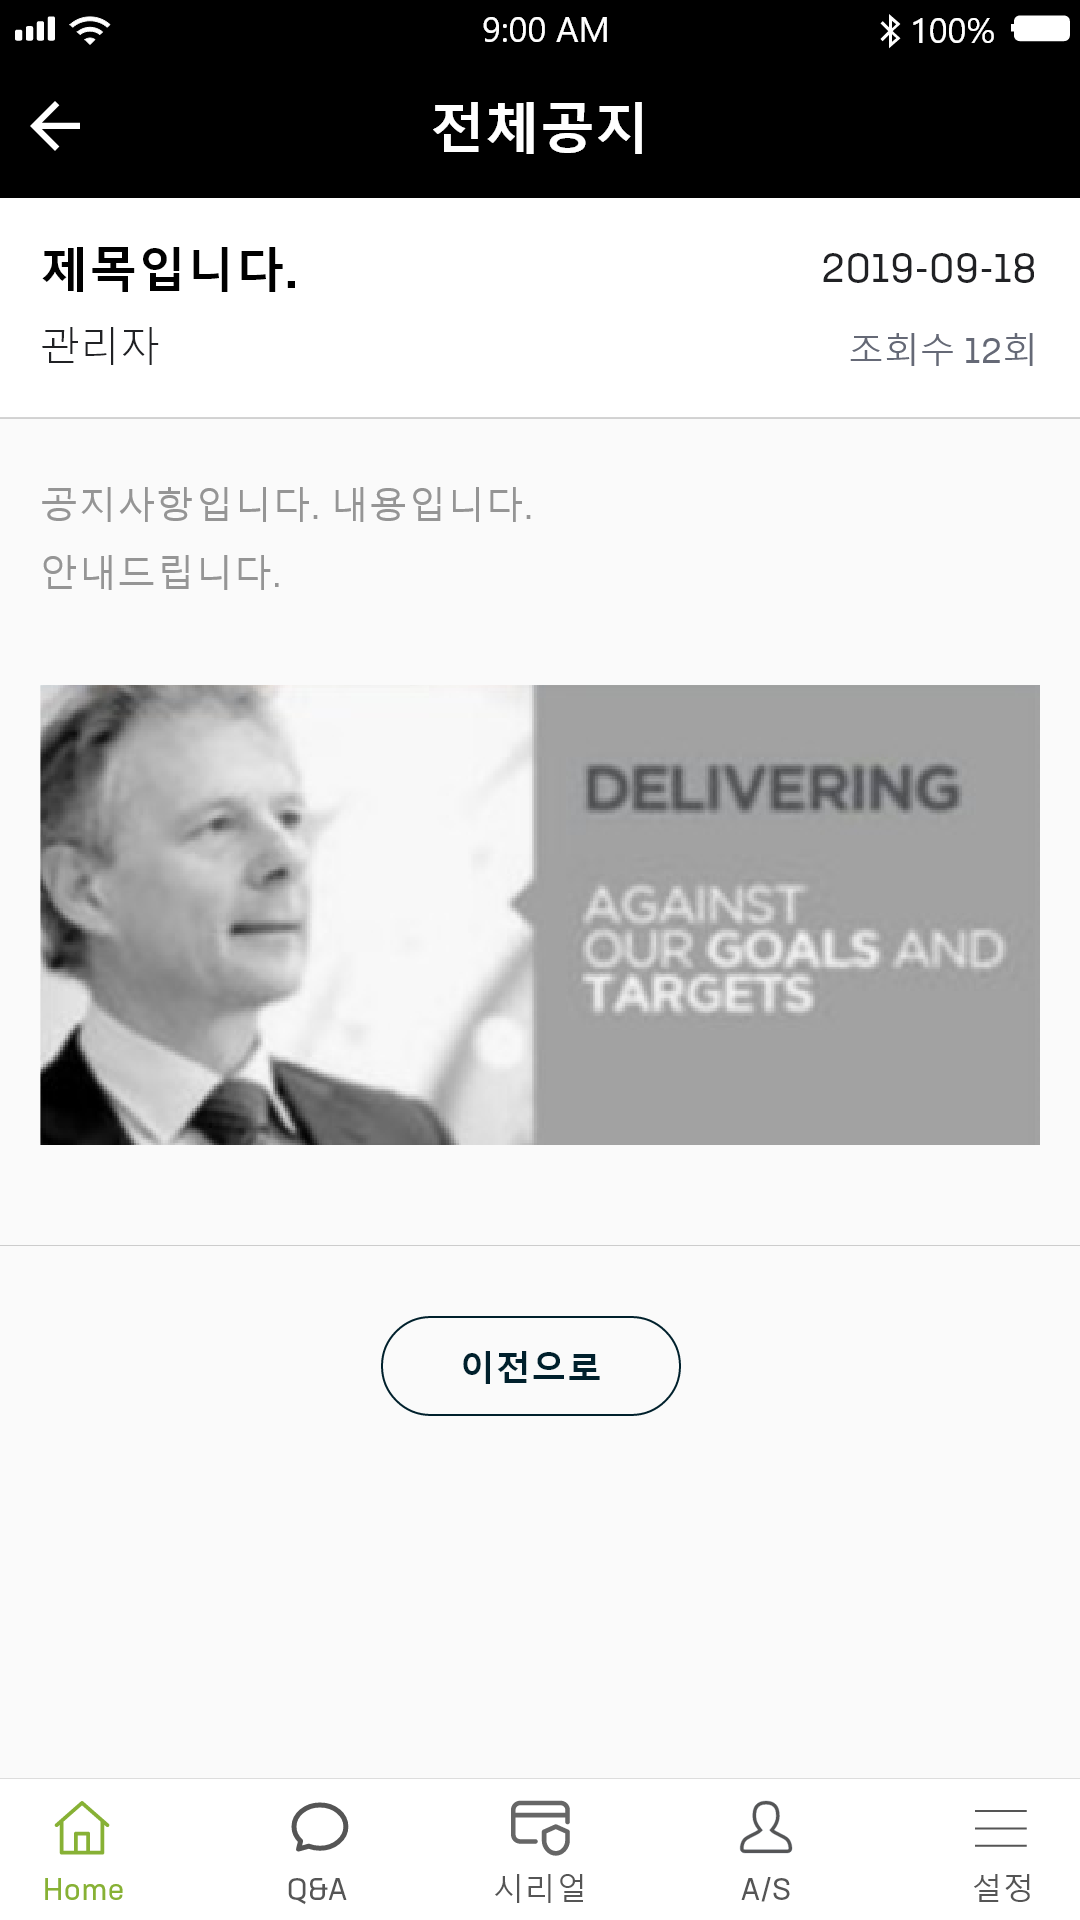 9:00 AM
100%
전체공지
제목입니다.
2019-09-18
관리자
조회수 12회
공지사항입니다. 내용입니다.
안내드립니다.
DELIVERING
AGAINST
OUR GOALS AND
TARGETS
이전으로
Home
Q&A
시리얼
A/S
설정